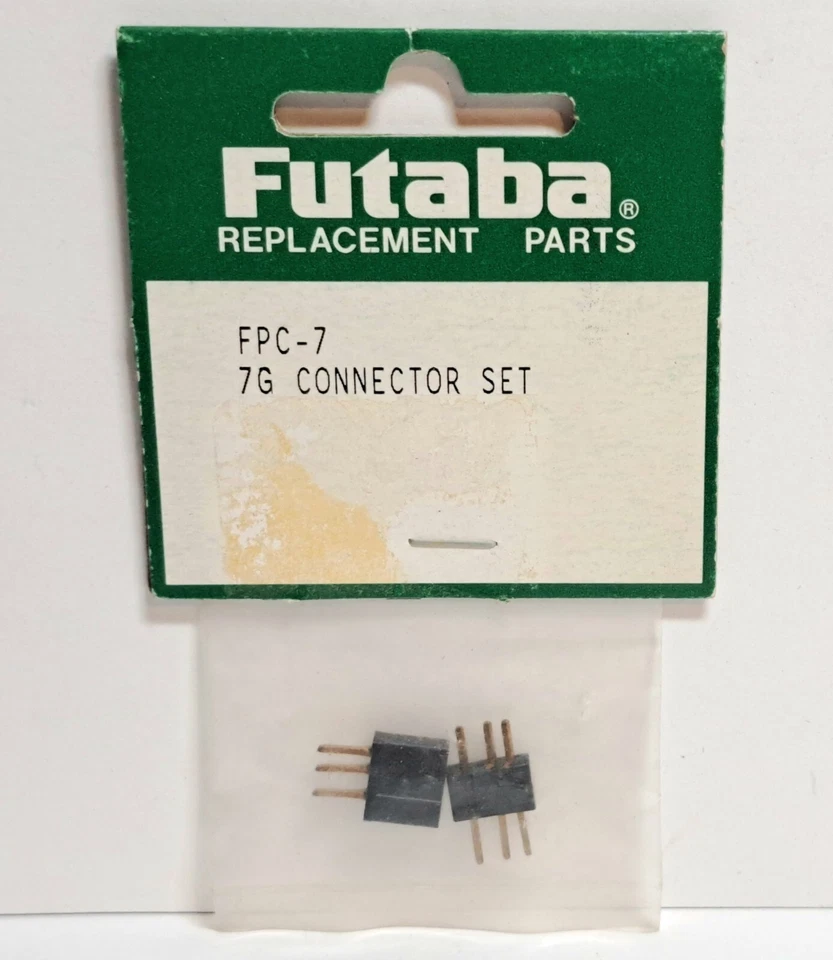 Futaba®
REPLACEMENT PARTS
FPC-7
7G CONNECTOR SET